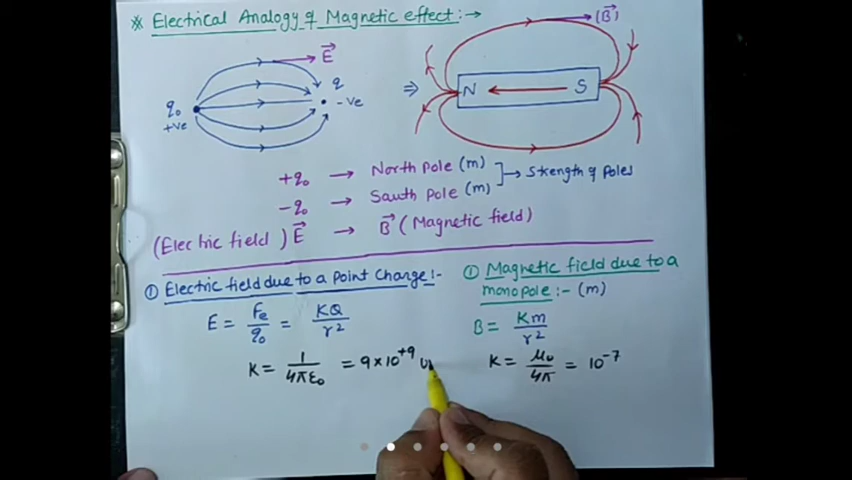 * Electrical Analogy of Magnetic effect :- →
E⃗
(B⃗)
q₀
+ve
q
-ve
⇒
N
S
+q₀ → North pole (m)
-q₀ → Sauth pole (m)
→ Strength of Poles
(Electric field) E⃗ → B⃗ (Magnetic field)
① Electric field due to a point Charge :-
E = Fe/q₀ = KQ/r²
K = 1/4πε₀ = 9×10⁺⁹
① Magnetic field due to a
monopole :- (m)
B = Km/r²
K = μ₀/4π = 10⁻⁷